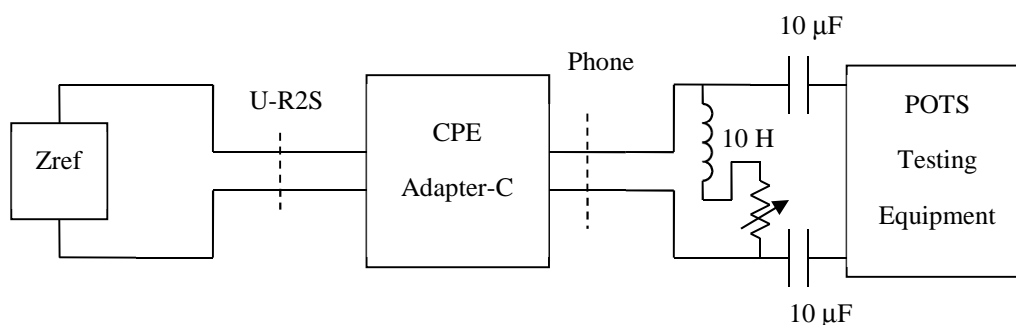 10 µF
Phone
U-R2S
Zref
CPE
Adapter-C
10 H
POTS
Testing
Equipment
10 µF